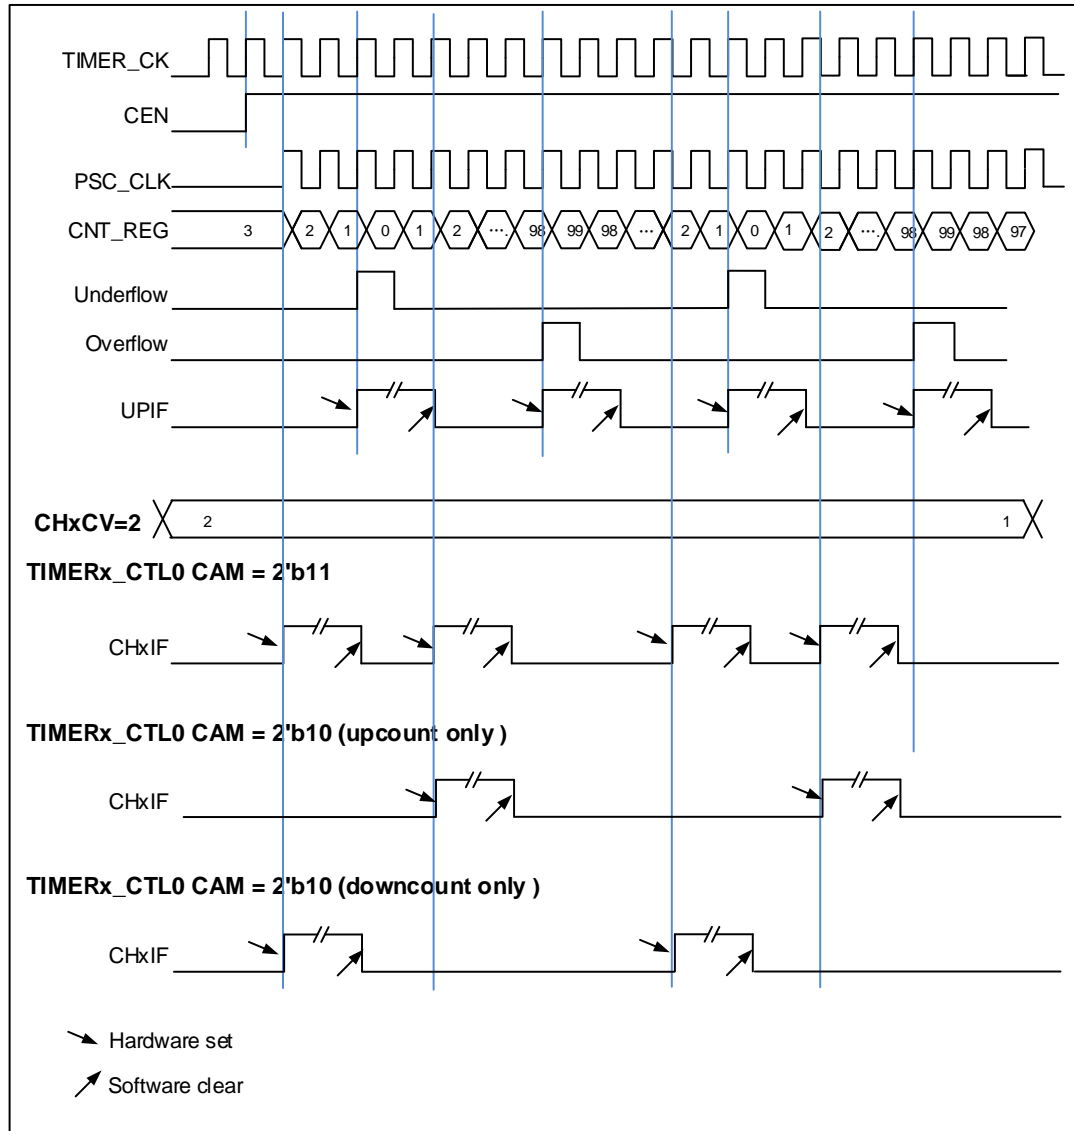 TIMER_CK
CEN
PSC_CLK
CNT_REG 3 2 1 0 1 2 .... 98 99 98 ... 2 1 0 1 2 .... 98 99 98 97
Underflow
Overflow
UPIF
CHxCV=2 2 1
TIMERx_CTL0 CAM = 2'b11
CHxIF
TIMERx_CTL0 CAM = 2'b10 (upcount only )
CHxIF
TIMERx_CTL0 CAM = 2'b10 (downcount only )
CHxIF
Hardware set
Software clear